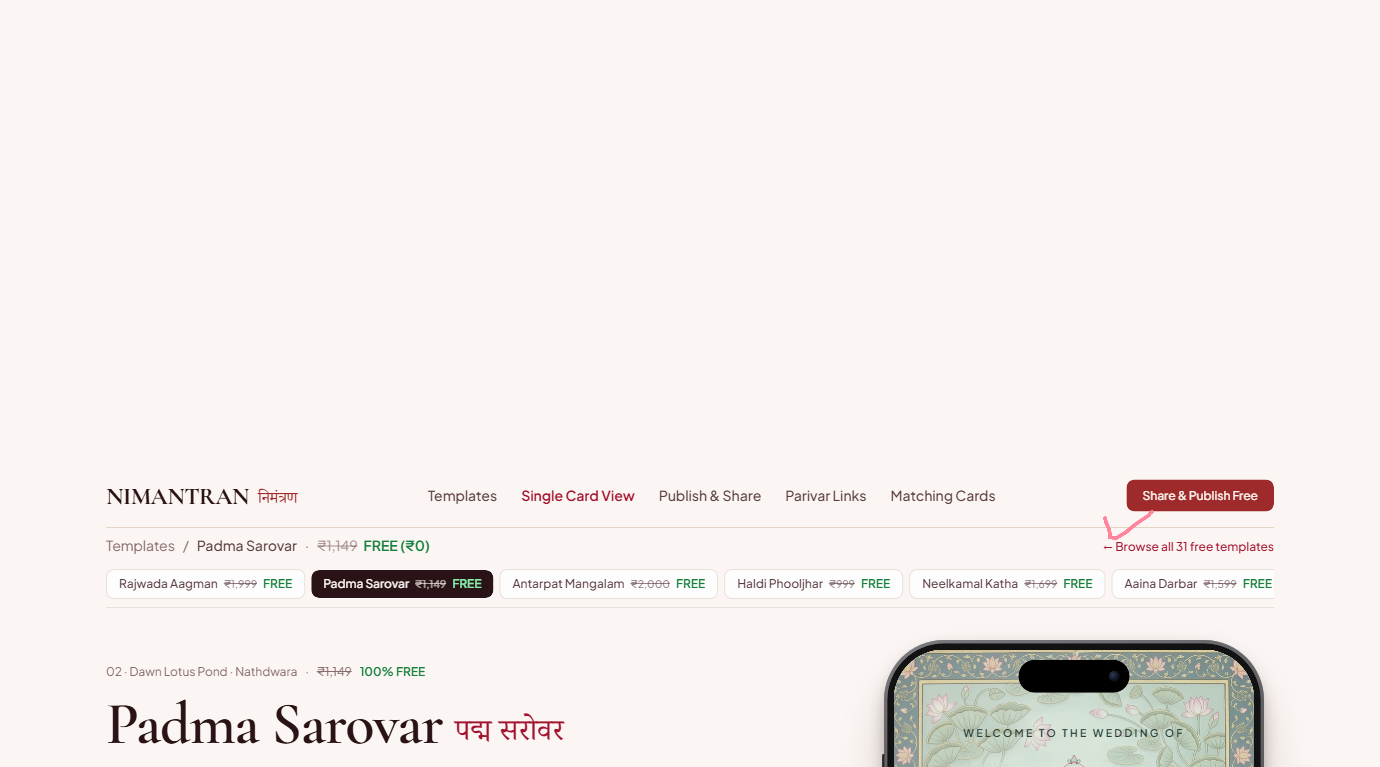 NIMANTRAN निमंत्रण Templates Single Card View Publish & Share Parivar Links Matching Cards Share & Publish Free
Templates / Padma Sarovar · ₹1,149 FREE (₹0) ← Browse all 31 free templates
Rajwada Aagman ₹1,999 FREE Padma Sarovar ₹1,149 FREE Antarpat Mangalam ₹2,000 FREE Haldi Phooljhar ₹999 FREE Neelkamal Katha ₹1,699 FREE Aaina Darbar ₹1,599 FREE
02 · Dawn Lotus Pond · Nathdwara · ₹1,149 100% FREE
Padma Sarovar पद्म सरोवर
WELCOME TO THE WEDDING OF